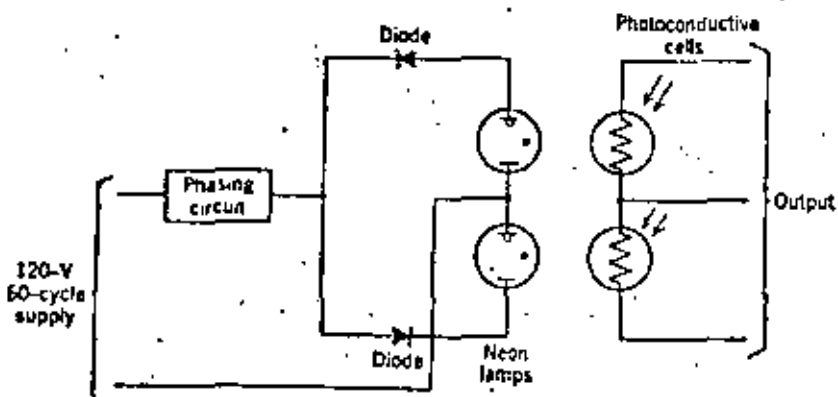 Diode
Photoconductive
cells
Phasing
circuit
Output
120-V
60-cycle
supply
Diode
Neon
lamps